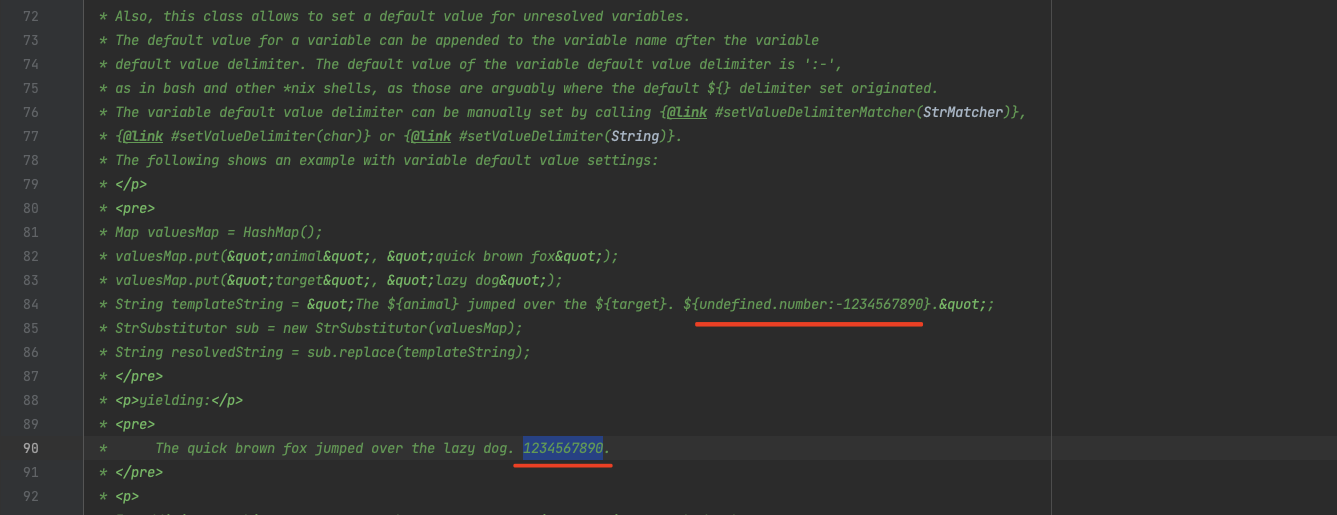 72 * Also, this class allows to set a default value for unresolved variables.
73 * The default value for a variable can be appended to the variable name after the variable
74 * default value delimiter. The default value of the variable default value delimiter is ':-',
75 * as in bash and other *nix shells, as those are arguably where the default ${} delimiter set originated.
76 * The variable default value delimiter can be manually set by calling {@link #setValueDelimiterMatcher(StrMatcher)},
77 * {@link #setValueDelimiter(char)} or {@link #setValueDelimiter(String)}.
78 * The following shows an example with variable default value settings:
79 * </p>
80 * <pre>
81 * Map valuesMap = HashMap();
82 * valuesMap.put(&quot;animal&quot;, &quot;quick brown fox&quot;);
83 * valuesMap.put(&quot;target&quot;, &quot;lazy dog&quot;);
84 * String templateString = &quot;The ${animal} jumped over the ${target}. ${undefined.number:-1234567890}.&quot;;
85 * StrSubstitutor sub = new StrSubstitutor(valuesMap);
86 * String resolvedString = sub.replace(templateString);
87 * </pre>
88 * <p>yielding:</p>
89 * <pre>
90 *      The quick brown fox jumped over the lazy dog. 1234567890.
91 * </pre>
92 * <p>